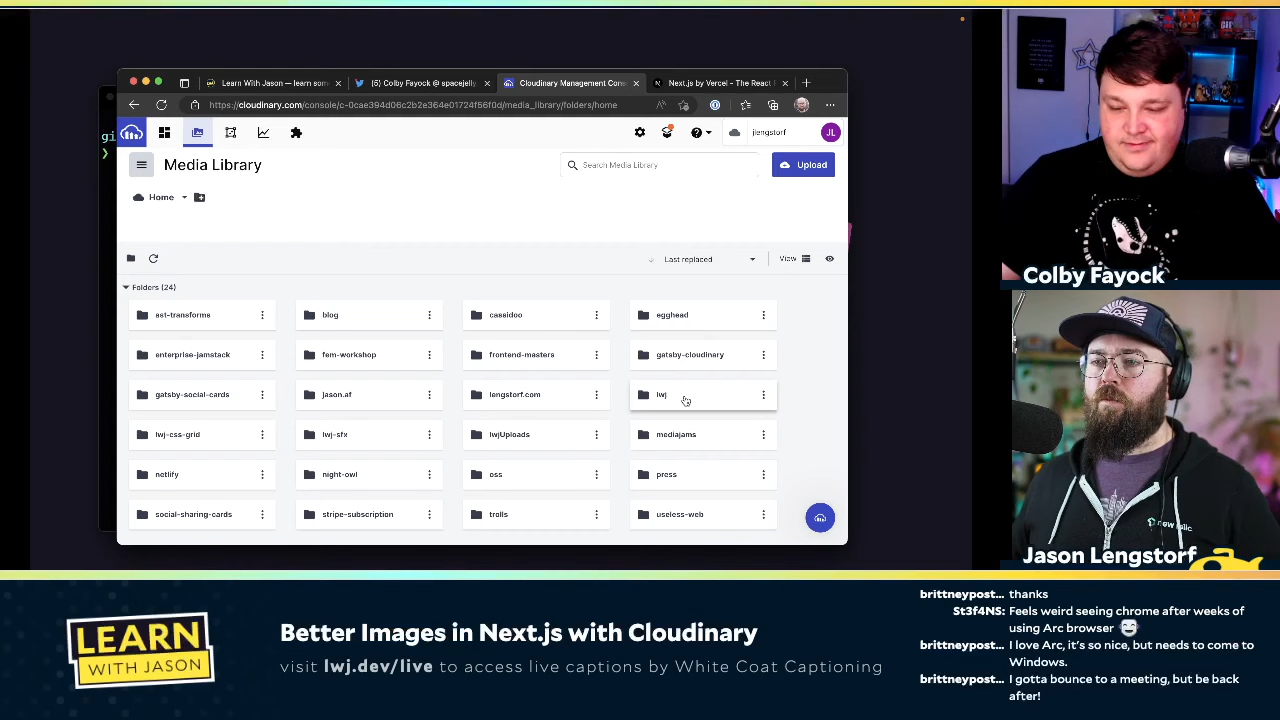 Learn With Jason — learn som
(5) Colby Fayock @ spacejelly
Cloudinary Management Cons
Next.js by Vercel - The React F
https://cloudinary.com/console/c-0cae394d06c2b2e364e01724f56f0d/media_library/folders/home
gi
jlengstorf
JL
Media Library
Search Media Library
Upload
Home
Last replaced
View
Folders (24)
ast-transforms
blog
cassidoo
egghead
enterprise-jamstack
fem-workshop
frontend-masters
gatsby-cloudinary
gatsby-social-cards
jason.af
lengstorf.com
lwj
lwj-css-grid
lwj-sfx
lwjUploads
mediajams
netlify
night-owl
oss
press
social-sharing-cards
stripe-subscription
trolls
useless-web
Colby Fayock
new relic
Jason Lengstorf
LEARN
WITH JASON
Better Images in Next.js with Cloudinary
visit lwj.dev/live to access live captions by White Coat Captioning
brittneypost... thanks
St3f4NS: Feels weird seeing chrome after weeks of
using Arc browser
brittneypost... I love Arc, it's so nice, but needs to come to
Windows.
brittneypost... I gotta bounce to a meeting, but be back
after!